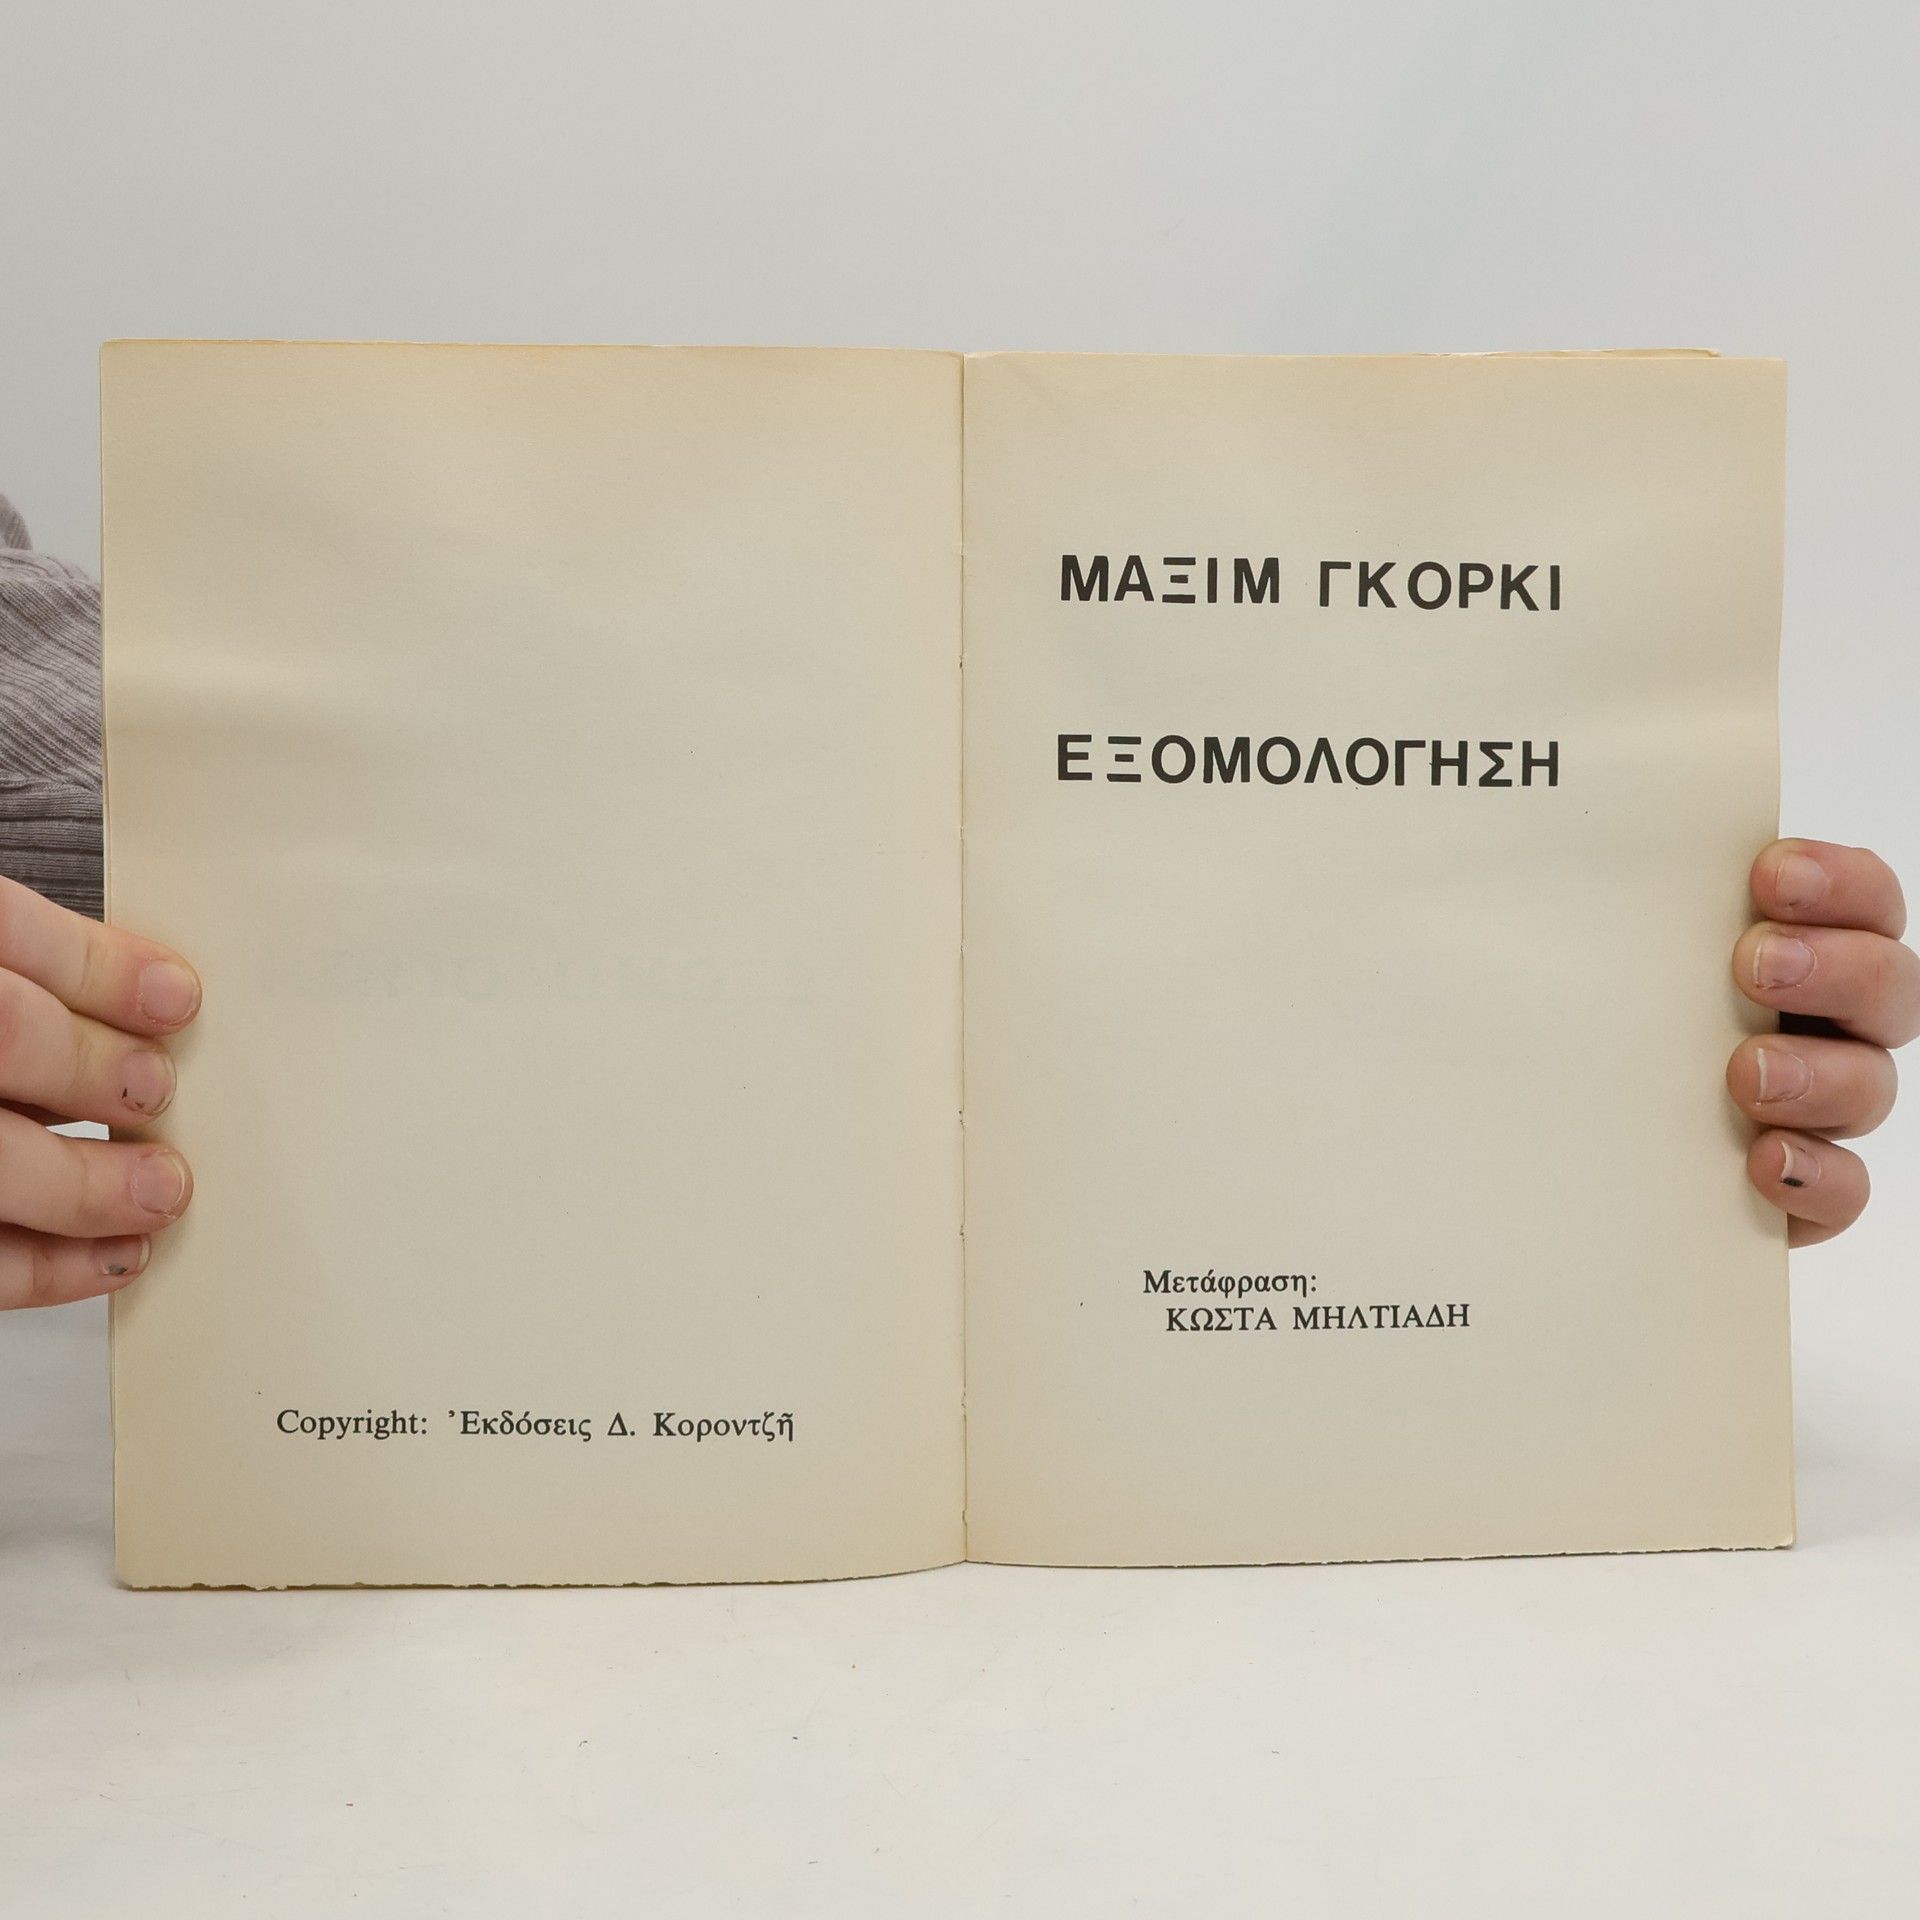 Copyright: Ἐκδόσεις Δ. Κοροντζῆ
ΜΑΞΙΜ ΓΚΟΡΚΙ
ΕΞΟΜΟΛΟΓΗΣΗ
Μετάφραση:
ΚΩΣΤΑ ΜΗΛΤΙΑΔΗ